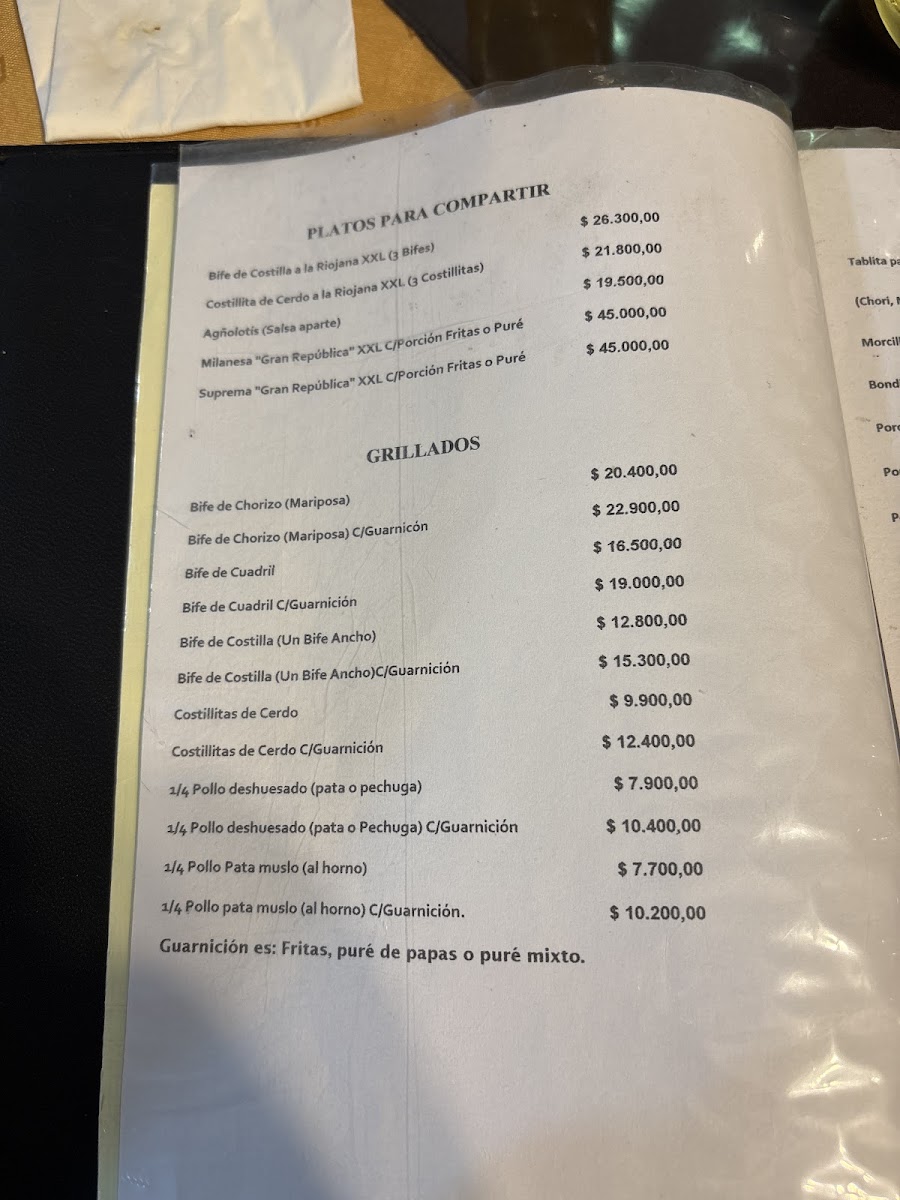 PLATOS PARA COMPARTIR
Bife de Costilla a la Riojana XXL (3 Bifes) $ 26.300,00
Costillita de Cerdo a la Riojana XXL (3 Costillitas) $ 21.800,00
Agñolotis (Salsa aparte) $ 19.500,00
Milanesa "Gran República" XXL C/Porción Fritas o Puré $ 45.000,00
Suprema "Gran República" XXL C/Porción Fritas o Puré $ 45.000,00
GRILLADOS
Bife de Chorizo (Mariposa) $ 20.400,00
Bife de Chorizo (Mariposa) C/Guarnicón $ 22.900,00
Bife de Cuadril $ 16.500,00
Bife de Cuadril C/Guarnición $ 19.000,00
Bife de Costilla (Un Bife Ancho) $ 12.800,00
Bife de Costilla (Un Bife Ancho)C/Guarnición $ 15.300,00
Costillitas de Cerdo $ 9.900,00
Costillitas de Cerdo C/Guarnición $ 12.400,00
1/4 Pollo deshuesado (pata o pechuga) $ 7.900,00
1/4 Pollo deshuesado (pata o Pechuga) C/Guarnición $ 10.400,00
1/4 Pollo Pata muslo (al horno) $ 7.700,00
1/4 Pollo pata muslo (al horno) C/Guarnición. $ 10.200,00
Guarnición es: Fritas, puré de papas o puré mixto.
Tablita
(Chori,